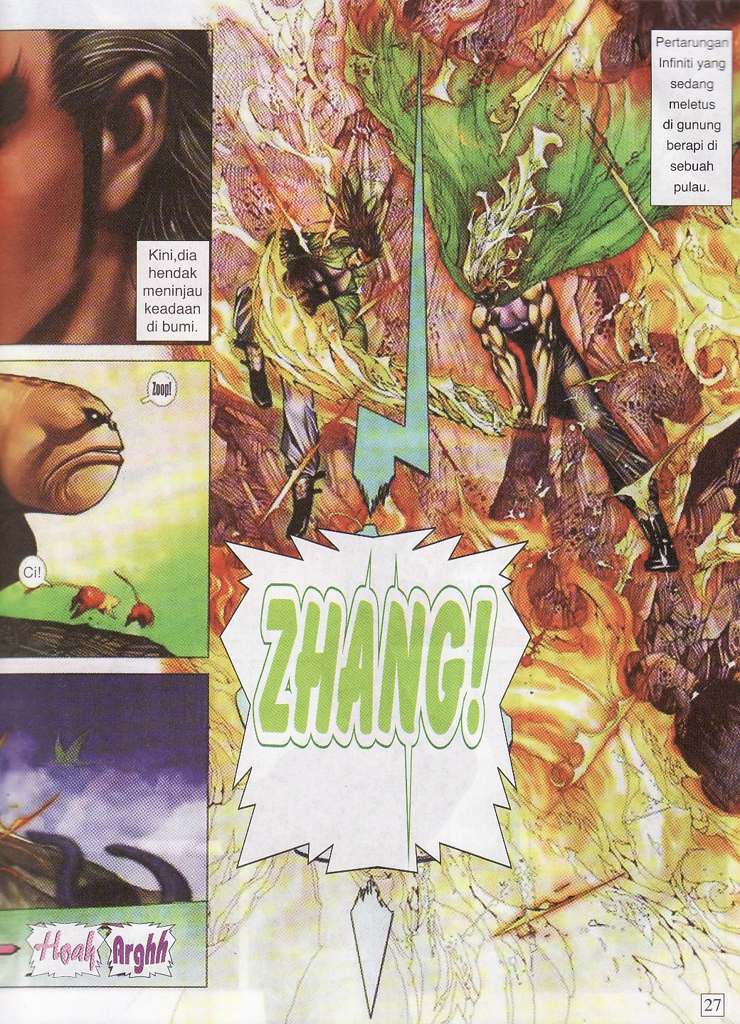 Kini,dia
hendak
meninjau
keadaan
di bumi.
Zoop!
Ci!
Hoah
Arghh
Pertarungan
Infiniti yang
sedang
meletus
di gunung
berapi di
sebuah
pulau.
ZHANG!
27